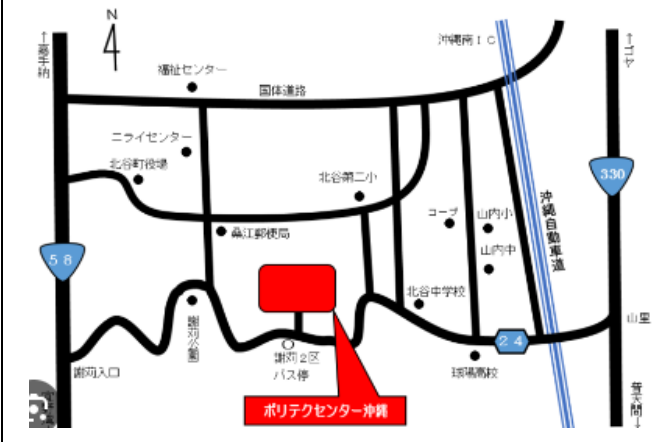 N
沖縄南IC
←嘉手納
←ゴヤ
福祉センター
国体道路
ニライセンター
北谷町役場
北谷第二小
330
コープ
山内小
沖縄自動車道
桑江郵便局
山内中
58
北谷中学校
謝苅公園
山里
24
謝苅2区
バス停
謝苅入口
球陽高校
普天間→
ポリテクセンター沖縄